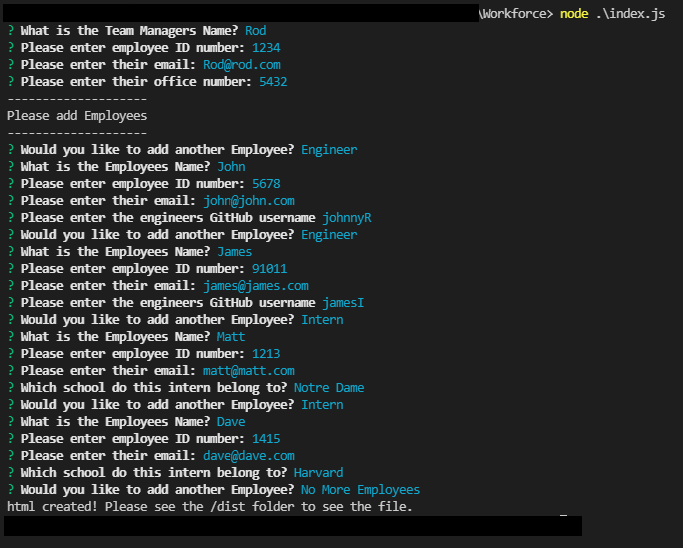 \Workforce> node .\index.js
? What is the Team Managers Name? Rod
? Please enter employee ID number: 1234
? Please enter their email: Rod@rod.com
? Please enter their office number: 5432
--------------------
Please add Employees
--------------------
? Would you like to add another Employee? Engineer
? What is the Employees Name? John
? Please enter employee ID number: 5678
? Please enter their email: john@john.com
? Please enter the engineers GitHub username johnnyR
? Would you like to add another Employee? Engineer
? What is the Employees Name? James
? Please enter employee ID number: 91011
? Please enter their email: james@james.com
? Please enter the engineers GitHub username jamesI
? Would you like to add another Employee? Intern
? What is the Employees Name? Matt
? Please enter employee ID number: 1213
? Please enter their email: matt@matt.com
? Which school do this intern belong to? Notre Dame
? Would you like to add another Employee? Intern
? What is the Employees Name? Dave
? Please enter employee ID number: 1415
? Please enter their email: dave@dave.com
? Which school do this intern belong to? Harvard
? Would you like to add another Employee? No More Employees
html created! Please see the /dist folder to see the file.